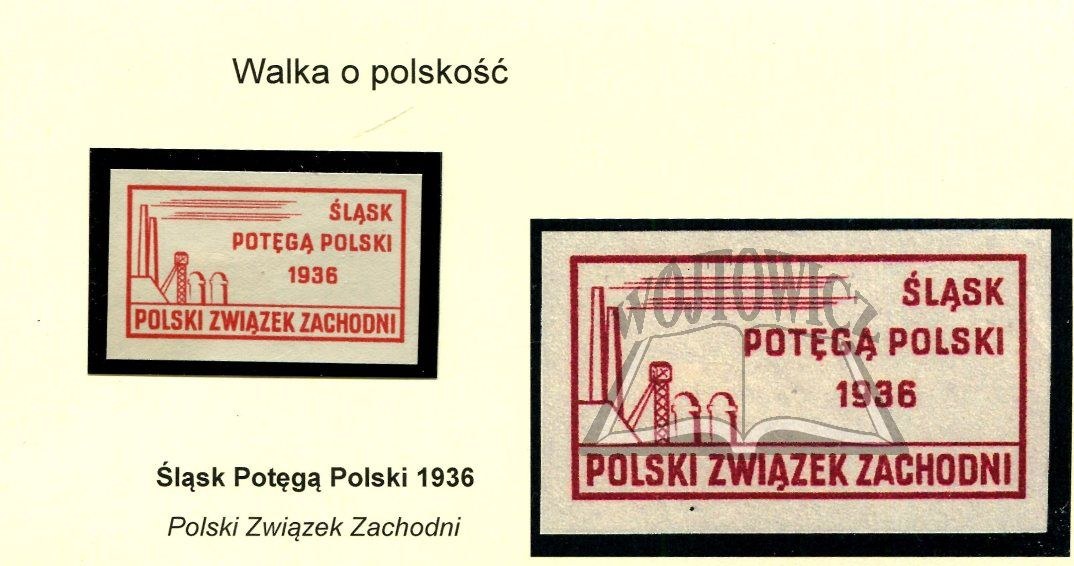 Walka o polskość
ŚLĄSK
POTĘGĄ POLSKI
1936
POLSKI ZWIĄZEK ZACHODNI
Śląsk Potęgą Polski 1936
Polski Związek Zachodni
ŚLĄSK
POTĘGĄ POLSKI
1936
POLSKI ZWIĄZEK ZACHODNI
WÓJTOWICZ